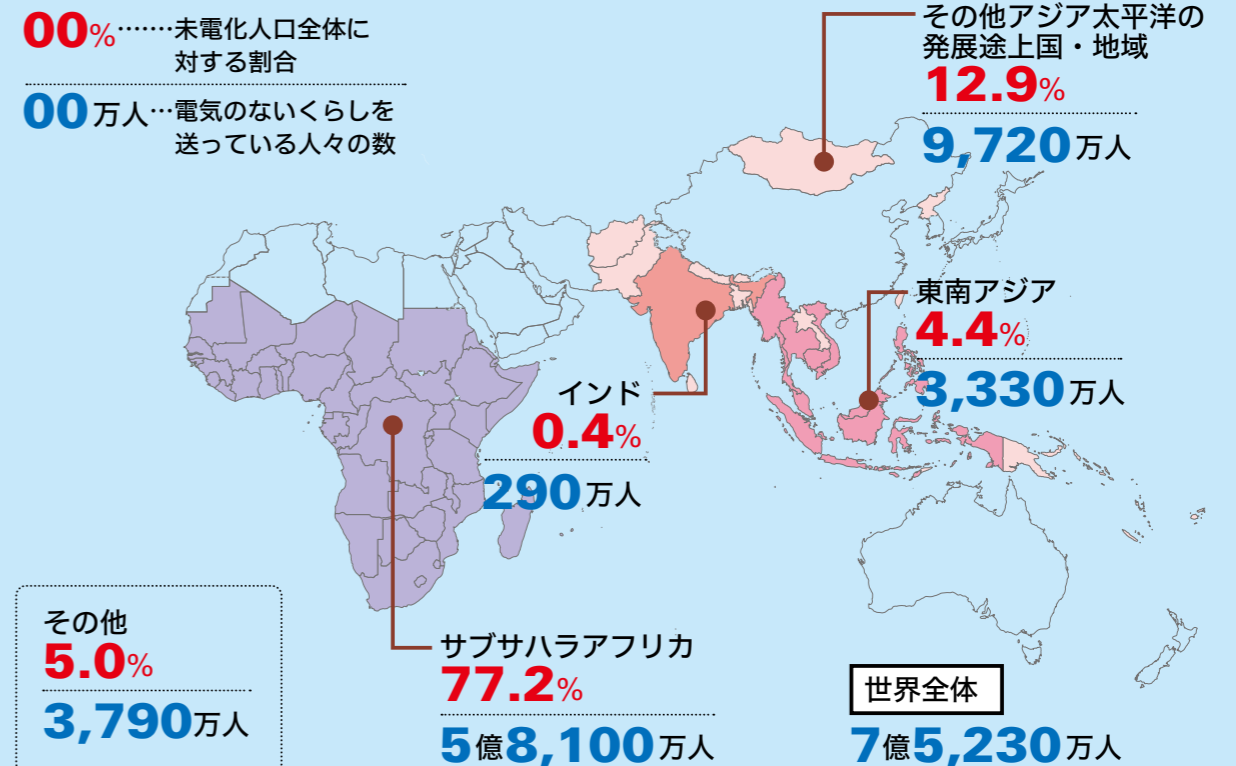 00%·······未電化人口全体に
対する割合
00万人···電気のないくらしを
送っている人々の数
その他アジア太平洋の
発展途上国・地域
12.9%
9,720万人
東南アジア
4.4%
3,330万人
インド
0.4%
290万人
サブサハラアフリカ
77.2%
5億8,100万人
その他
5.0%
3,790万人
世界全体
7億5,230万人